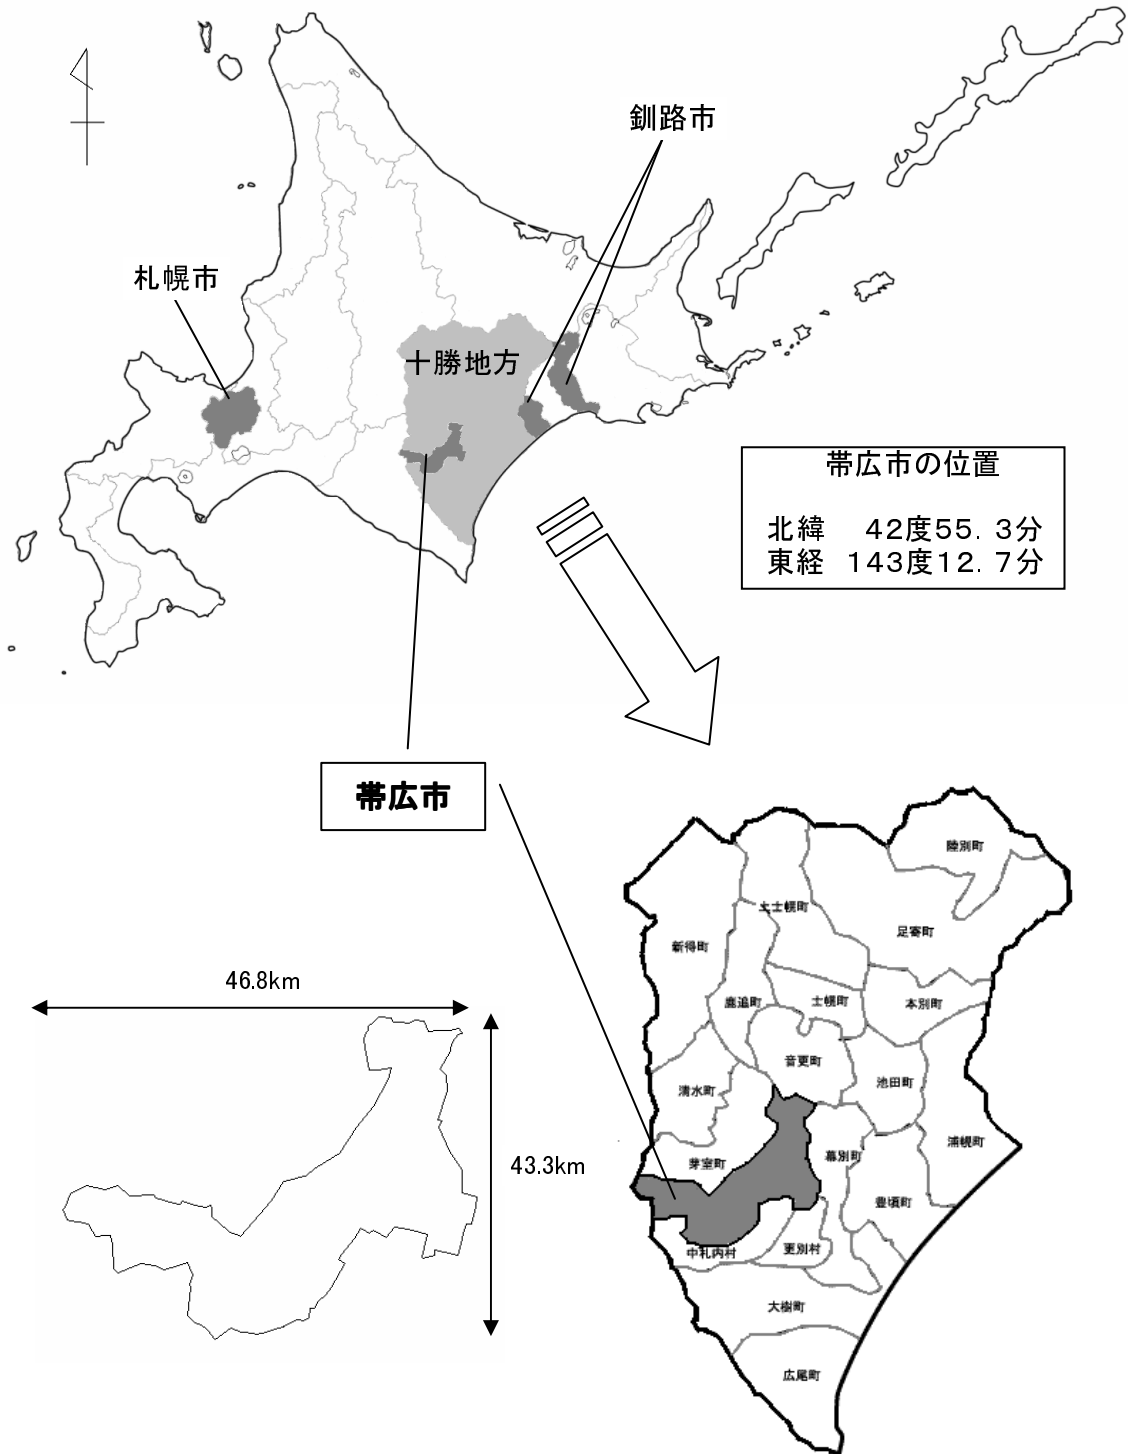 釧路市
札幌市
十勝地方
帯広市の位置
北緯　42度55．3分
東経　143度12．7分
帯広市
陸別町
上士幌町
足寄町
新得町
鹿追町
士幌町
本別町
音更町
池田町
清水町
浦幌町
幕別町
芽室町
豊頃町
中札内村
更別村
大樹町
広尾町
46.8km
43.3km